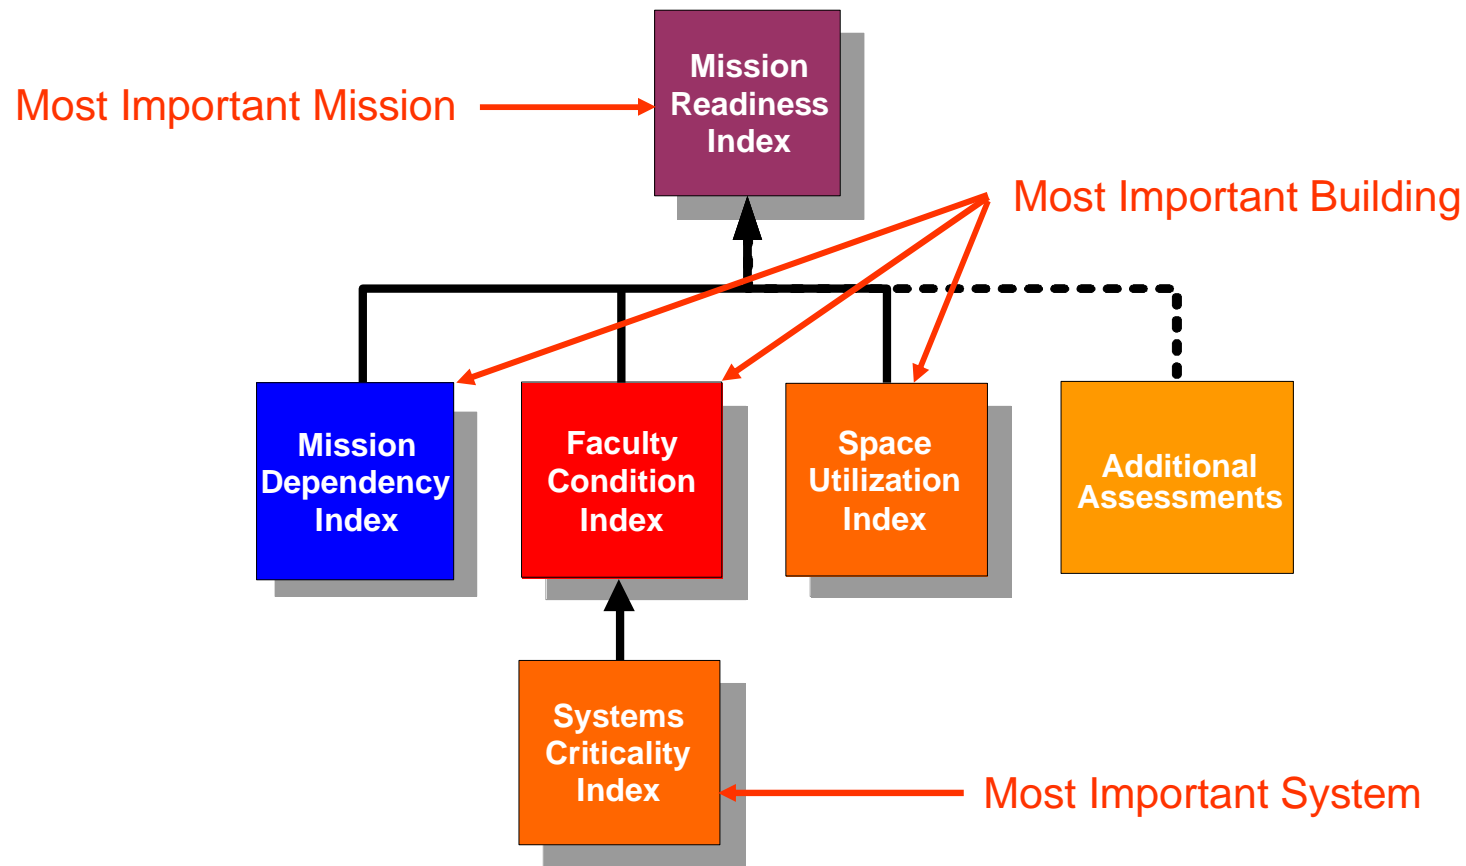 Mission
Readiness
Index
Most Important Mission
Most Important Building
Mission
Dependency
Index
Faculty
Condition
Index
Space
Utilization
Index
Additional
Assessments
Systems
Criticality
Index
Most Important System